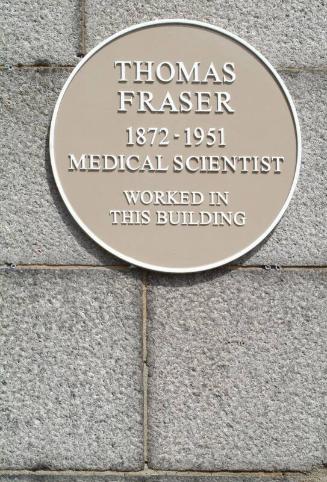 THOMAS
FRASER
1872-1951
MEDICAL SCIENTIST
WORKED IN
THIS BUILDING